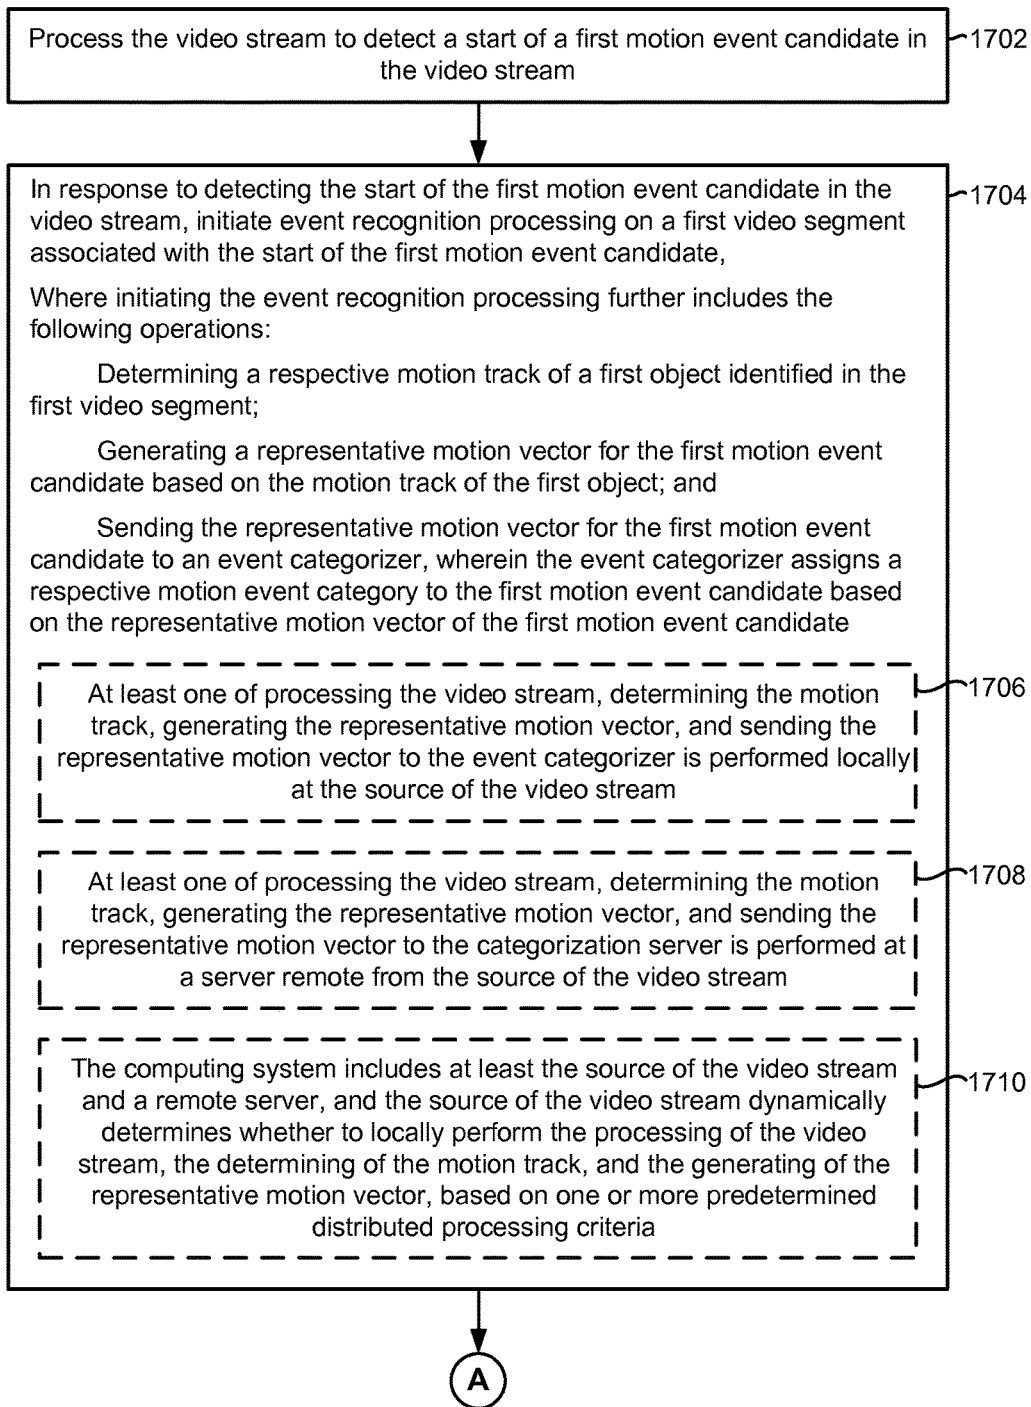 Process the video stream to detect a start of a first motion event candidate in
the video stream
1702
In response to detecting the start of the first motion event candidate in the
video stream, initiate event recognition processing on a first video segment
associated with the start of the first motion event candidate,
1704
Where initiating the event recognition processing further includes the
following operations:
Determining a respective motion track of a first object identified in the
first video segment;
Generating a representative motion vector for the first motion event
candidate based on the motion track of the first object; and
Sending the representative motion vector for the first motion event
candidate to an event categorizer, wherein the event categorizer assigns a
respective motion event category to the first motion event candidate based
on the representative motion vector of the first motion event candidate
At least one of processing the video stream, determining the motion
track, generating the representative motion vector, and sending the
representative motion vector to the event categorizer is performed locally
at the source of the video stream
1706
At least one of processing the video stream, determining the motion
track, generating the representative motion vector, and sending the
representative motion vector to the categorization server is performed at
a server remote from the source of the video stream
1708
The computing system includes at least the source of the video stream
and a remote server, and the source of the video stream dynamically
determines whether to locally perform the processing of the video
stream, the determining of the motion track, and the generating of the
representative motion vector, based on one or more predetermined
distributed processing criteria
1710
A